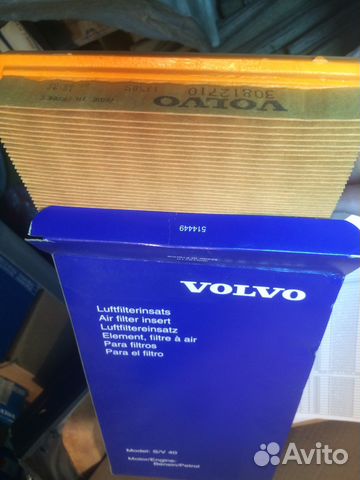 VOLVO
30812710
514449
VOLVO
Luftfilterinsats
Air filter insert
Luftfiltereinsatz
Element, filtre à air
Para filtros
Para el filtro
Model: S/V 40
Motor/Engine:
Bensin/Petrol
Avito